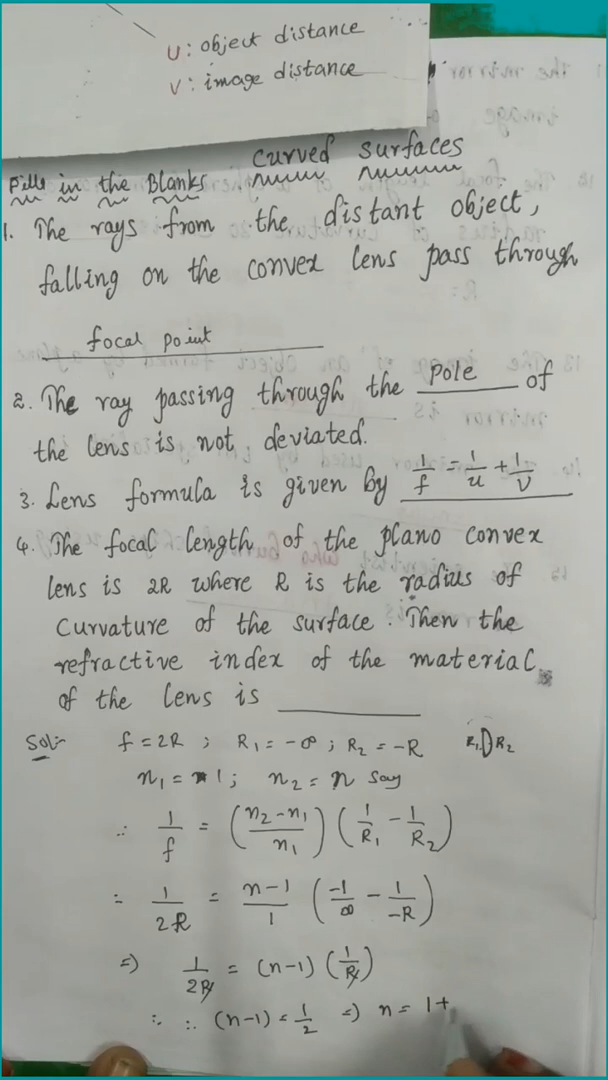 u: object distance
v: image distance
curved surfaces
Fill in the Blanks
1. The rays from the distant object,
falling on the convex lens pass through
focal point
2. The ray passing through the Pole of
the lens is not deviated.
3. Lens formula is given by 1/f = 1/u + 1/v
4. The focal length of the plano convex
lens is 2R where R is the radius of
curvature of the surface. Then the
refractive index of the material
of the lens is ________
Sol:- f = 2R ; R₁ = -∞ ; R₂ = -R R₁ R₂
n₁ = 1 ; n₂ = n say
∴ 1/f = ((n₂ - n₁)/n₁) (1/R₁ - 1/R₂)
= 1/2R = (n-1)/1 (-1/∞ - 1/-R)
⇒ 1/2R = (n-1) (1/R)
∴ ∴ (n-1) = 1/2 ⇒ n = 1+